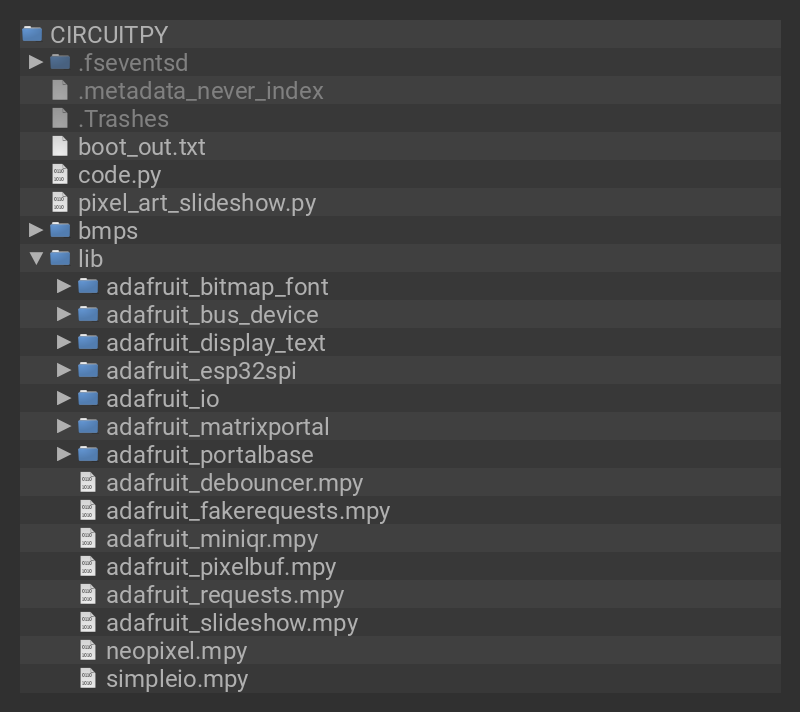 CIRCUITPY
.fseventsd
.metadata_never_index
.Trashes
boot_out.txt
code.py
pixel_art_slideshow.py
bmps
lib
adafruit_bitmap_font
adafruit_bus_device
adafruit_display_text
adafruit_esp32spi
adafruit_io
adafruit_matrixportal
adafruit_portalbase
adafruit_debouncer.mpy
adafruit_fakerequests.mpy
adafruit_miniqr.mpy
adafruit_pixelbuf.mpy
adafruit_requests.mpy
adafruit_slideshow.mpy
neopixel.mpy
simpleio.mpy